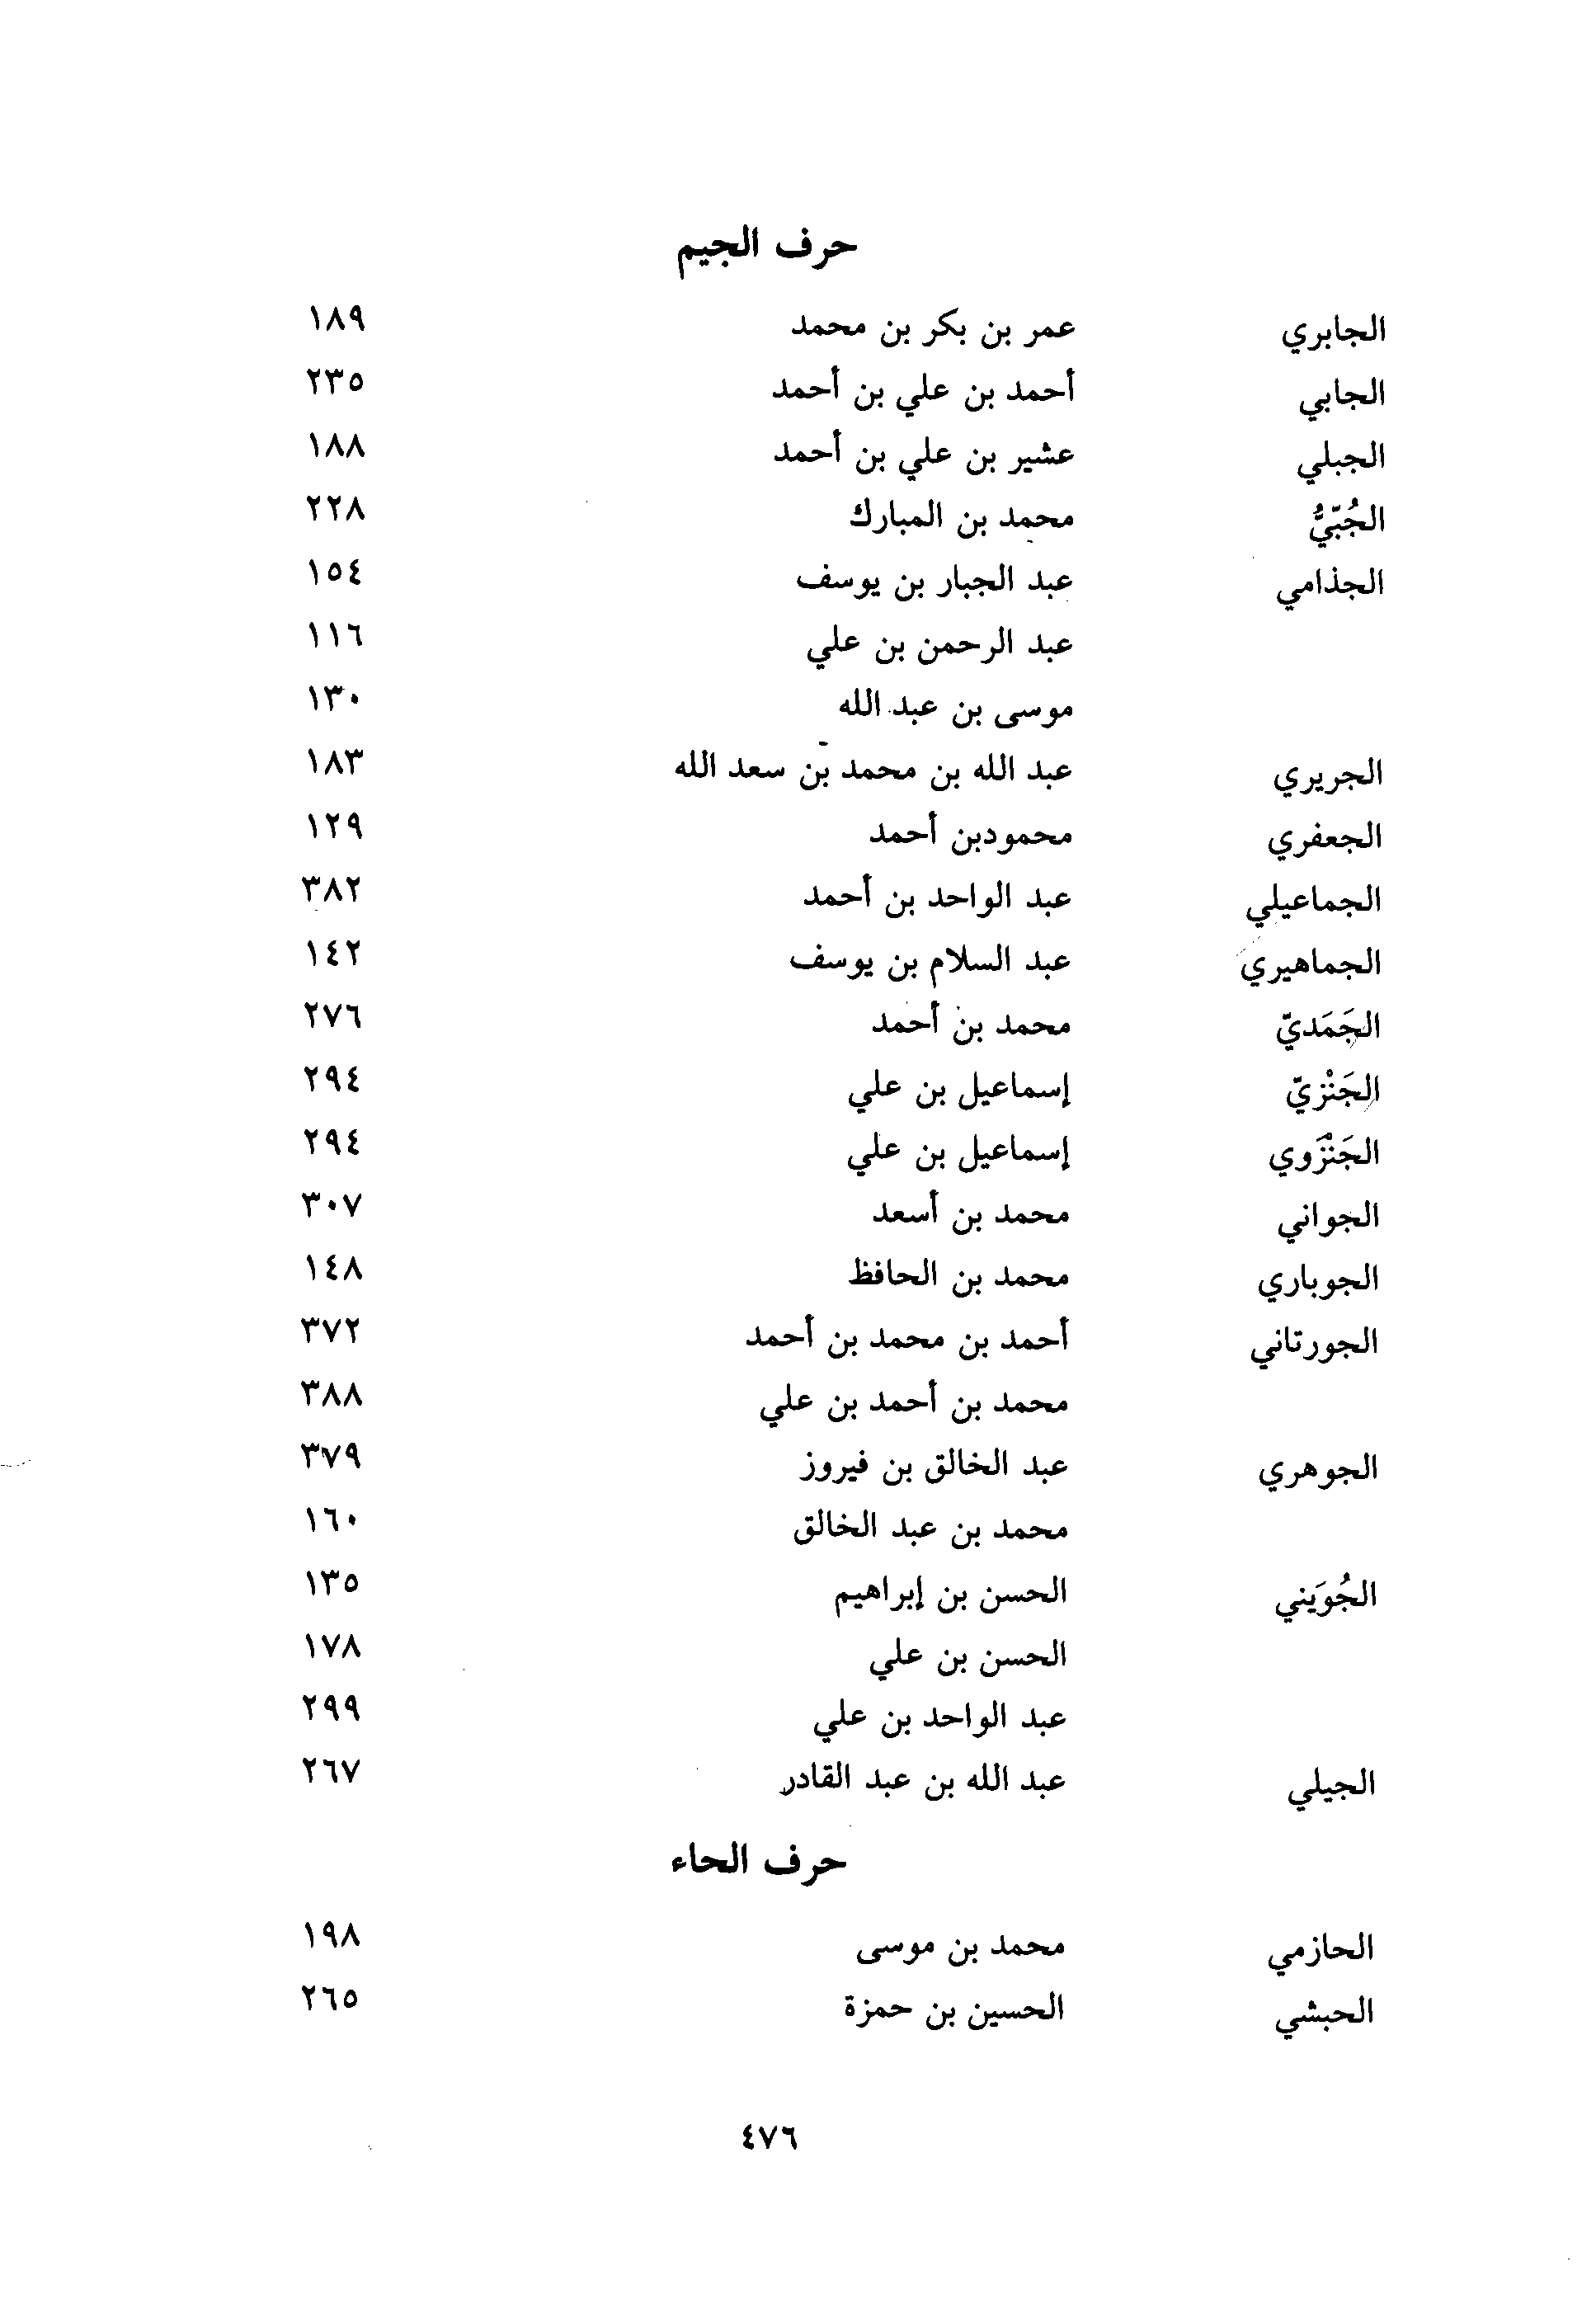 حرف الجيم
الجابري عمر بن بكر بن محمد ١٨٩
الجابي أحمد بن علي بن أحمد ٢٣٥
الجبلي عشير بن علي بن أحمد ١٨٨
الجُبّيُّ محمد بن المبارك ٢٢٨
الجذامي عبد الجبار بن يوسف ١٥٤
عبد الرحمن بن علي ١١٦
موسى بن عبد الله ١٣٠
الجريري عبد الله بن محمد بن سعد الله ١٨٣
الجعفري محمودبن أحمد ١٢٩
الجماعيلي عبد الواحد بن أحمد ٣٨٢
الجماهيري عبد السلام بن يوسف ١٤٢
الجَمَديّ محمد بن أحمد ٢٧٦
الجَنْزيّ إسماعيل بن علي ٢٩٤
الجَنْزَوي إسماعيل بن علي ٢٩٤
الجواني محمد بن أسعد ٣٠٧
الجوباري محمد بن الحافظ ١٤٨
الجورتاني أحمد بن محمد بن أحمد ٣٧٢
محمد بن أحمد بن علي ٣٨٨
الجوهري عبد الخالق بن فيروز ٣٧٩
محمد بن عبد الخالق ١٦٠
الجُوَيني الحسن بن إبراهيم ١٣٥
الحسن بن علي ١٧٨
عبد الواحد بن علي ٢٩٩
الجيلي عبد الله بن عبد القادر ٢٦٧
حرف الحاء
الحازمي محمد بن موسى ١٩٨
الحبشي الحسين بن حمزة ٢٦٥
٤٧٦